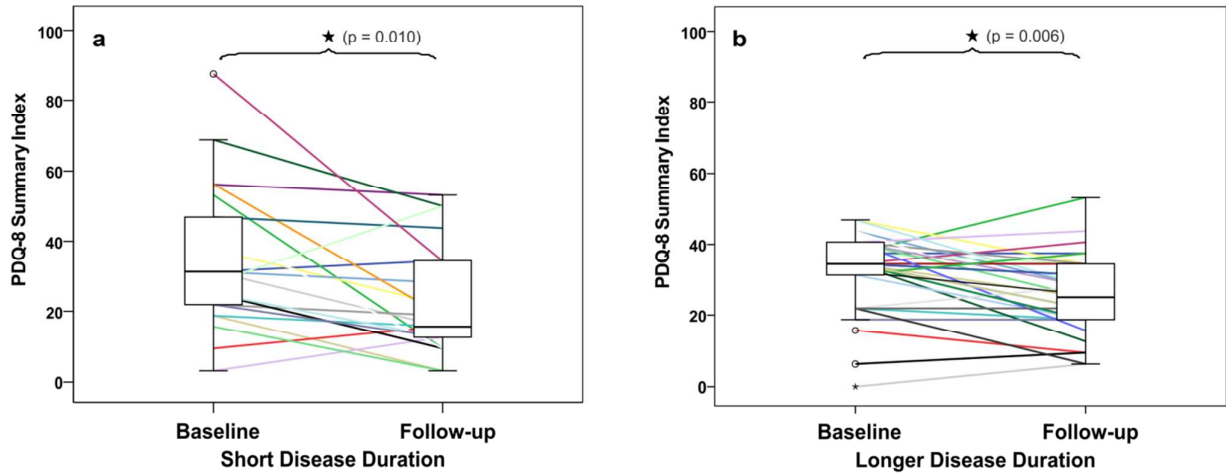 a
★ (p = 0.010)
PDQ-8 Summary Index
100
80
60
40
20
0
Baseline
Follow-up
Short Disease Duration
b
★ (p = 0.006)
PDQ-8 Summary Index
100
80
60
40
20
0
Baseline
Follow-up
Longer Disease Duration